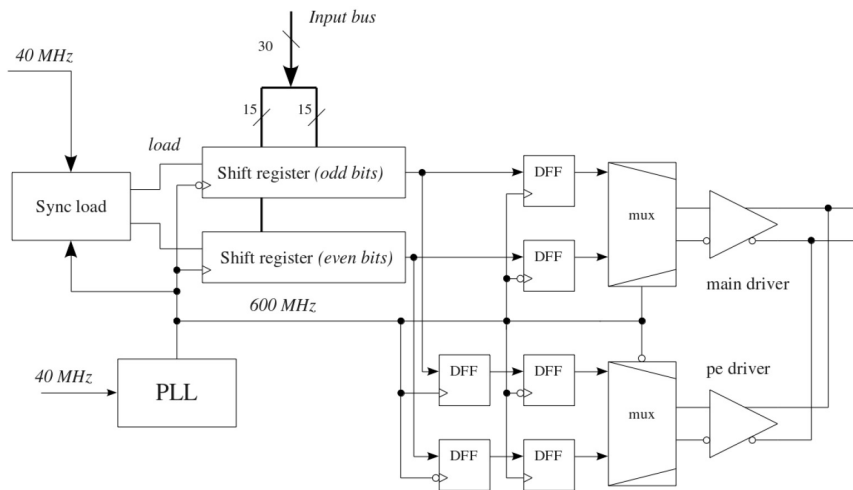 Input bus
30
40 MHz
15
15
load
Shift register (odd bits)
DFF
Sync load
mux
Shift register (even bits)
DFF
main driver
600 MHz
pe driver
40 MHz
PLL
DFF
DFF
mux
DFF
DFF